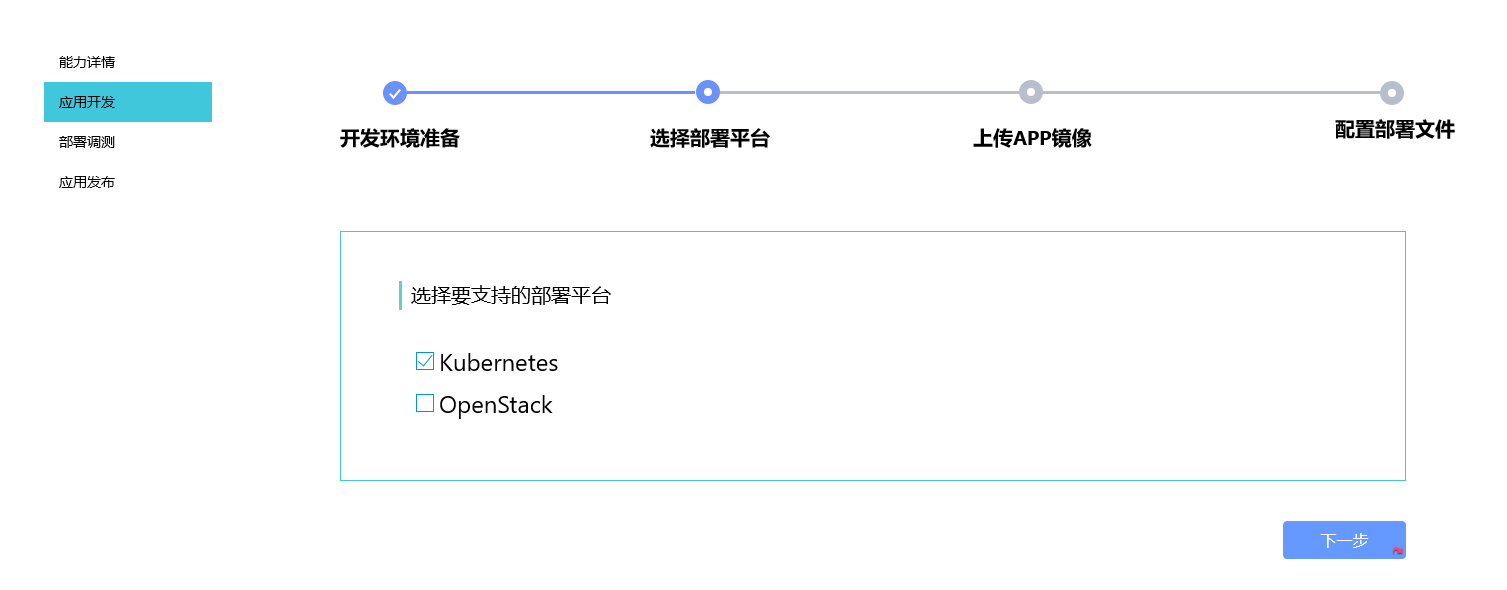 能力详情
应用开发
部署调测
应用发布
开发环境准备
选择部署平台
上传APP镜像
配置部署文件
选择要支持的部署平台
Kubernetes
OpenStack
下一步